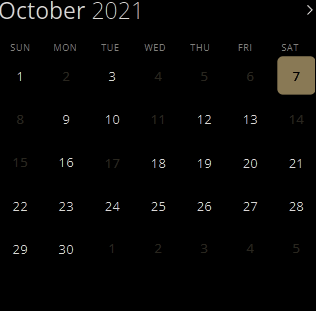 October 2021 >
SUN MON TUE WED THU FRI SAT
1 2 3 4 5 6 7
8 9 10 11 12 13 14
15 16 17 18 19 20 21
22 23 24 25 26 27 28
29 30 1 2 3 4 5